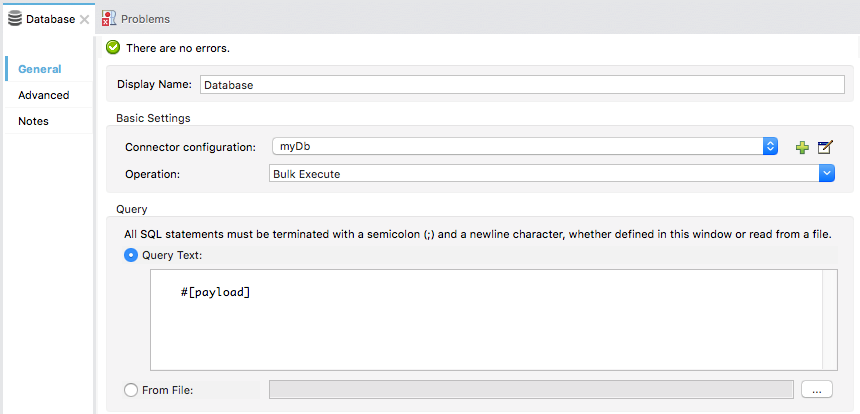 Database
Problems
There are no errors.
General
Advanced
Notes
Display Name: Database
Basic Settings
Connector configuration: myDb
Operation: Bulk Execute
Query
All SQL statements must be terminated with a semicolon (;) and a newline character, whether defined in this window or read from a file.
Query Text:
#[payload]
From File: ...